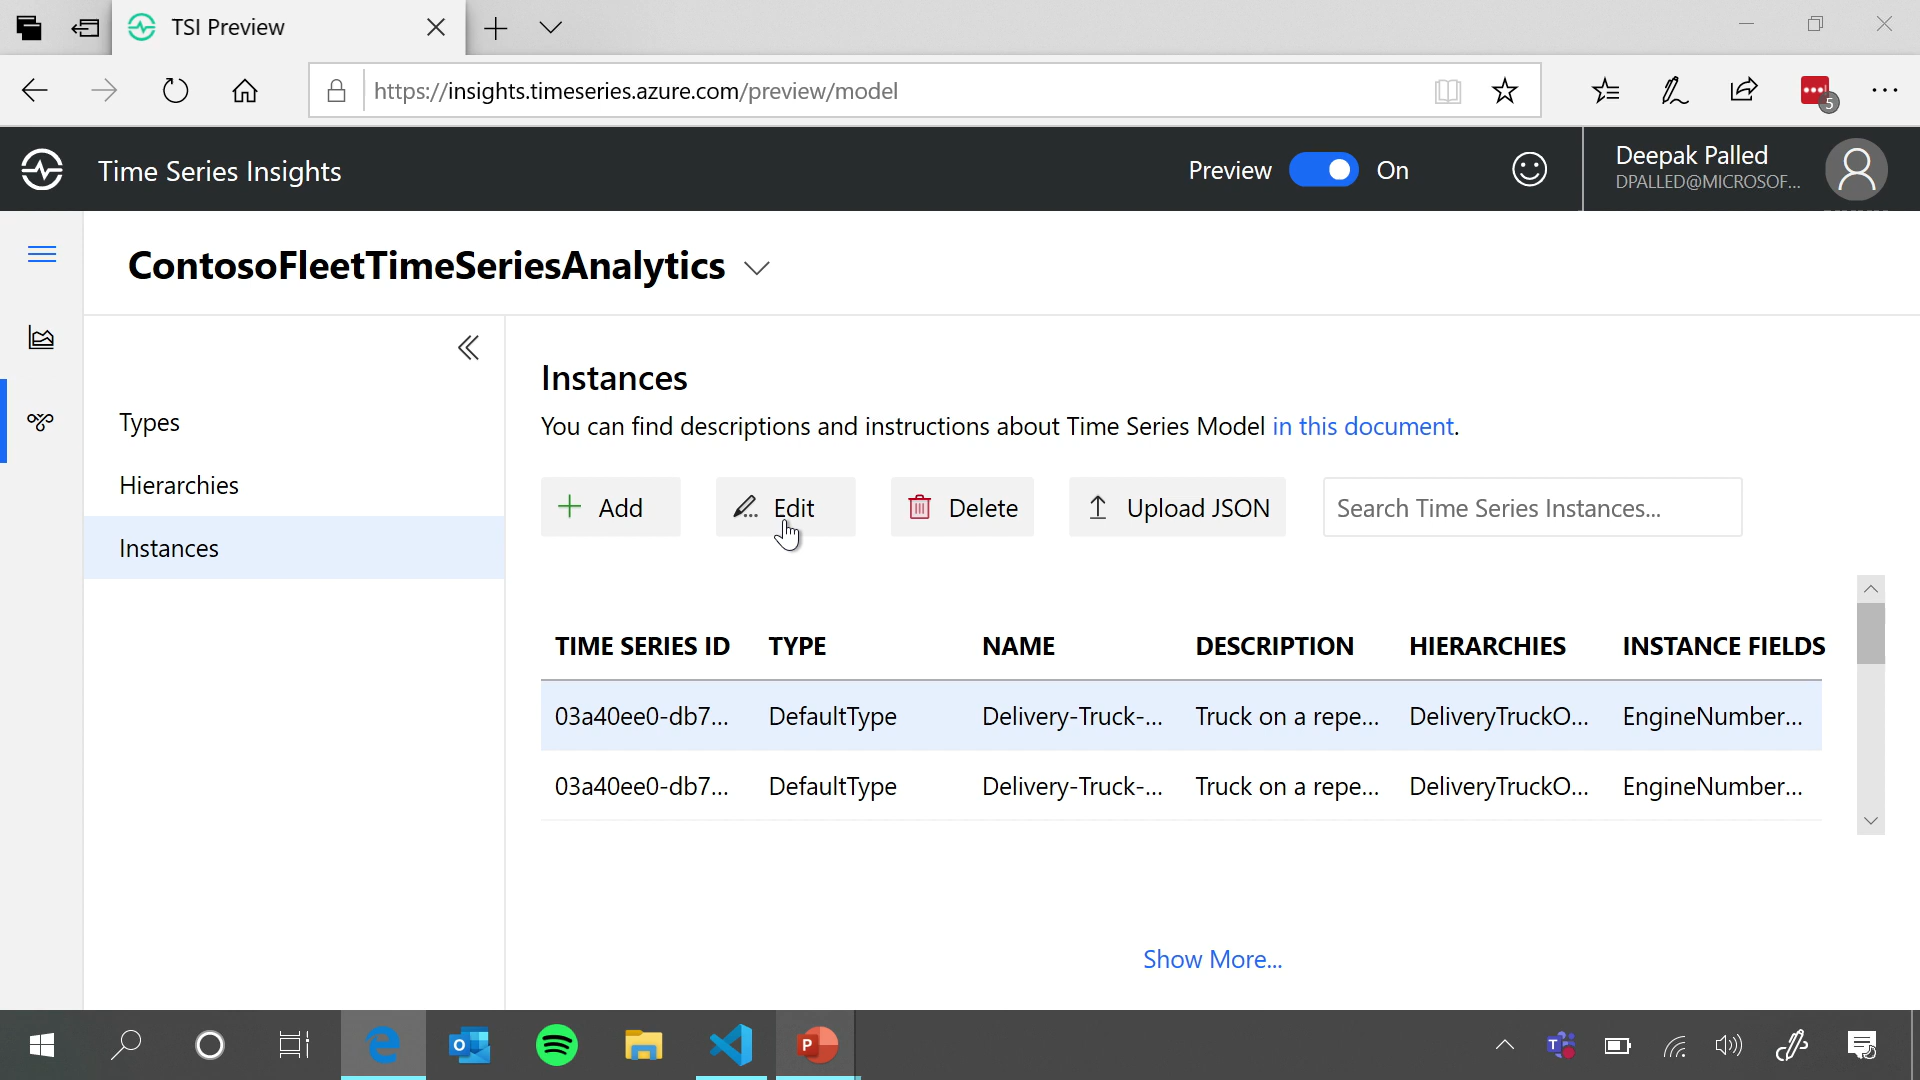 TSI Preview
https://insights.timeseries.azure.com/preview/model
5
Time Series Insights
Preview
On
Deepak Palled
DPALLED@MICROSOF...
ContosoFleetTimeSeriesAnalytics
Types
Hierarchies
Instances
Instances
You can find descriptions and instructions about Time Series Model in this document.
Add
Edit
Delete
Upload JSON
Search Time Series Instances...
TIME SERIES ID TYPE NAME DESCRIPTION HIERARCHIES INSTANCE FIELDS
03a40ee0-db7... DefaultType Delivery-Truck-... Truck on a repe... DeliveryTruckO... EngineNumber...
03a40ee0-db7... DefaultType Delivery-Truck-... Truck on a repe... DeliveryTruckO... EngineNumber...
Show More...